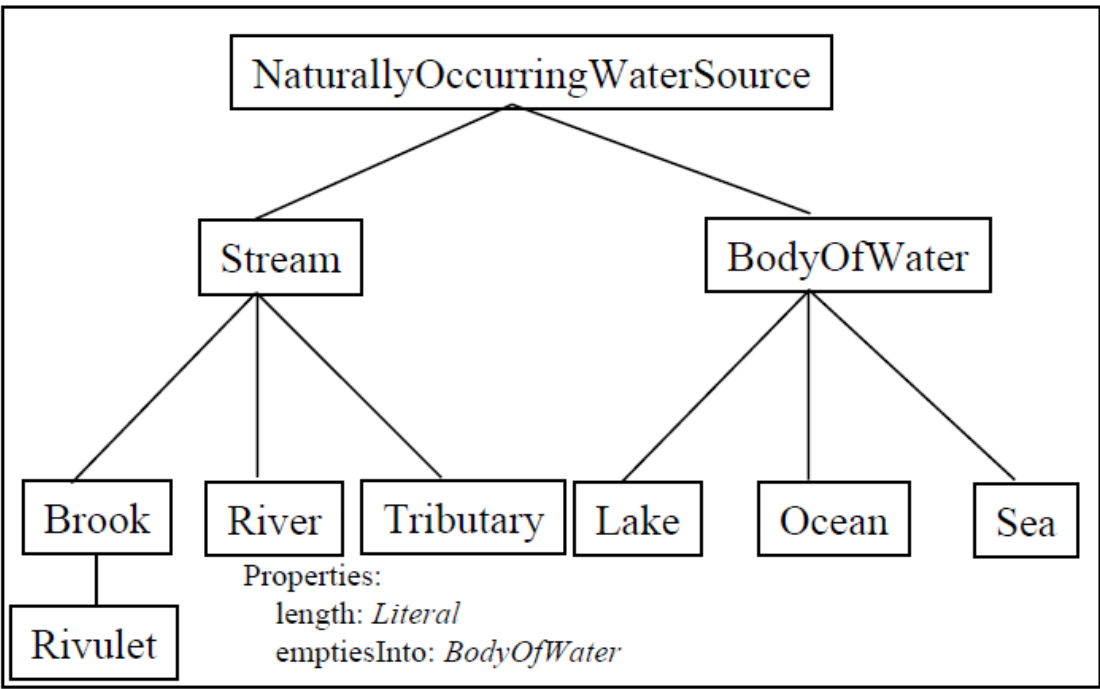 NaturallyOccurringWaterSource
Stream
BodyOfWater
Brook
River
Tributary
Lake
Ocean
Sea
Properties:
length: Literal
emptiesInto: BodyOfWater
Rivulet